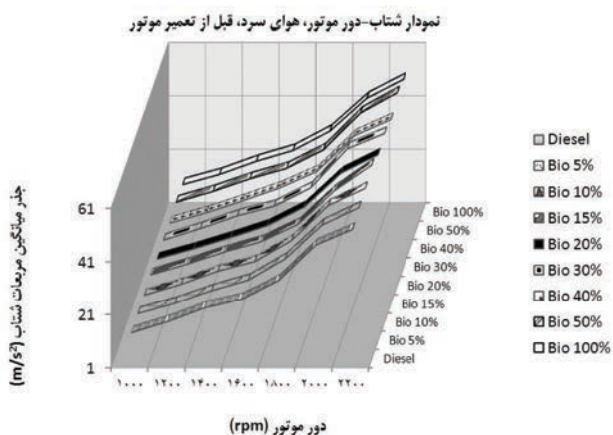 نمودار شتاب-دور موتور، هوای سرد، قبل از تعمیر موتور
جذر میانگین مربعات شتاب (m/s²)
61
41
21
1
۱۰۰۰ ۱۲۰۰ ۱۴۰۰ ۱۶۰۰ ۱۸۰۰ ۲۰۰۰ ۲۲۰۰
دور موتور (rpm)
Bio 100%
Bio 50%
Bio 40%
Bio 30%
Bio 20%
Bio 15%
Bio 10%
Bio 5%
Diesel
Diesel
Bio 5%
Bio 10%
Bio 15%
Bio 20%
Bio 30%
Bio 40%
Bio 50%
Bio 100%